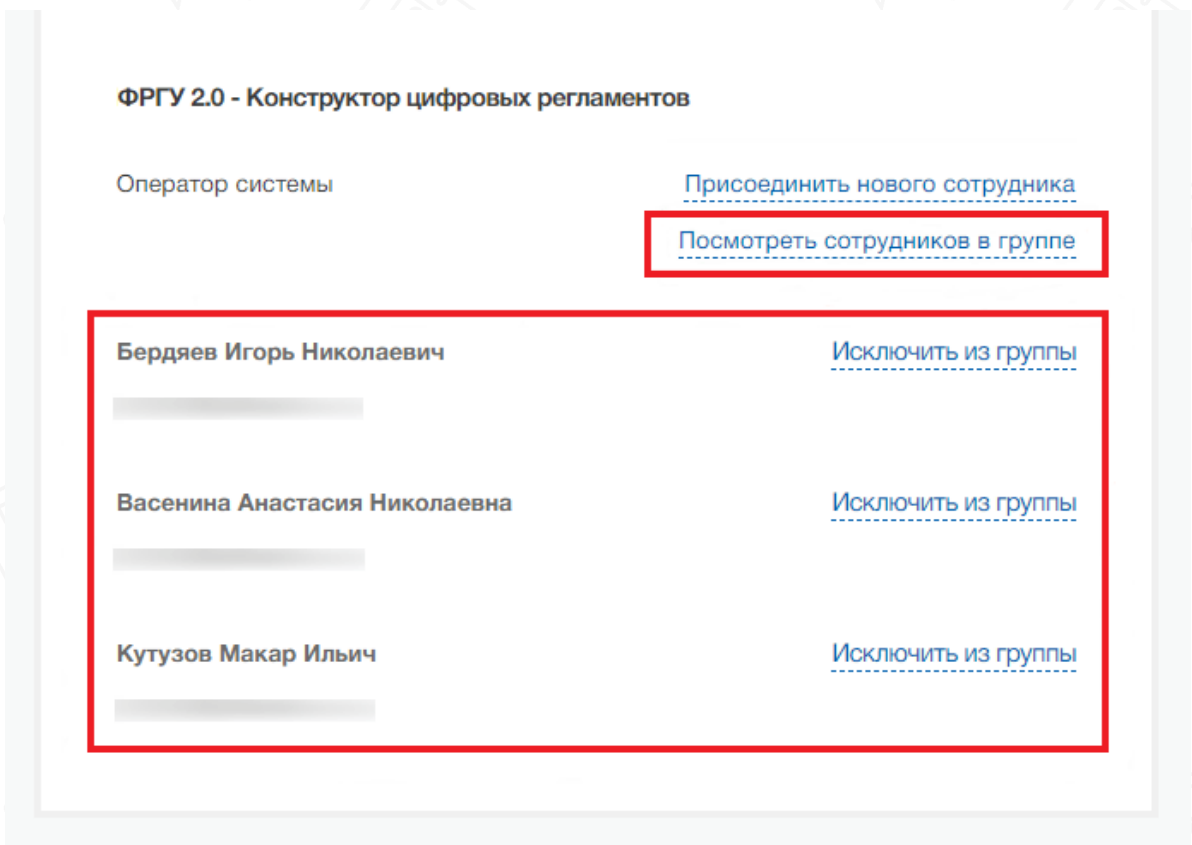 ФРГУ 2.0 - Конструктор цифровых регламентов
Оператор системы Присоединить нового сотрудника
Посмотреть сотрудников в группе
Бердяев Игорь Николаевич Исключить из группы
Васенина Анастасия Николаевна Исключить из группы
Кутузов Макар Ильич Исключить из группы